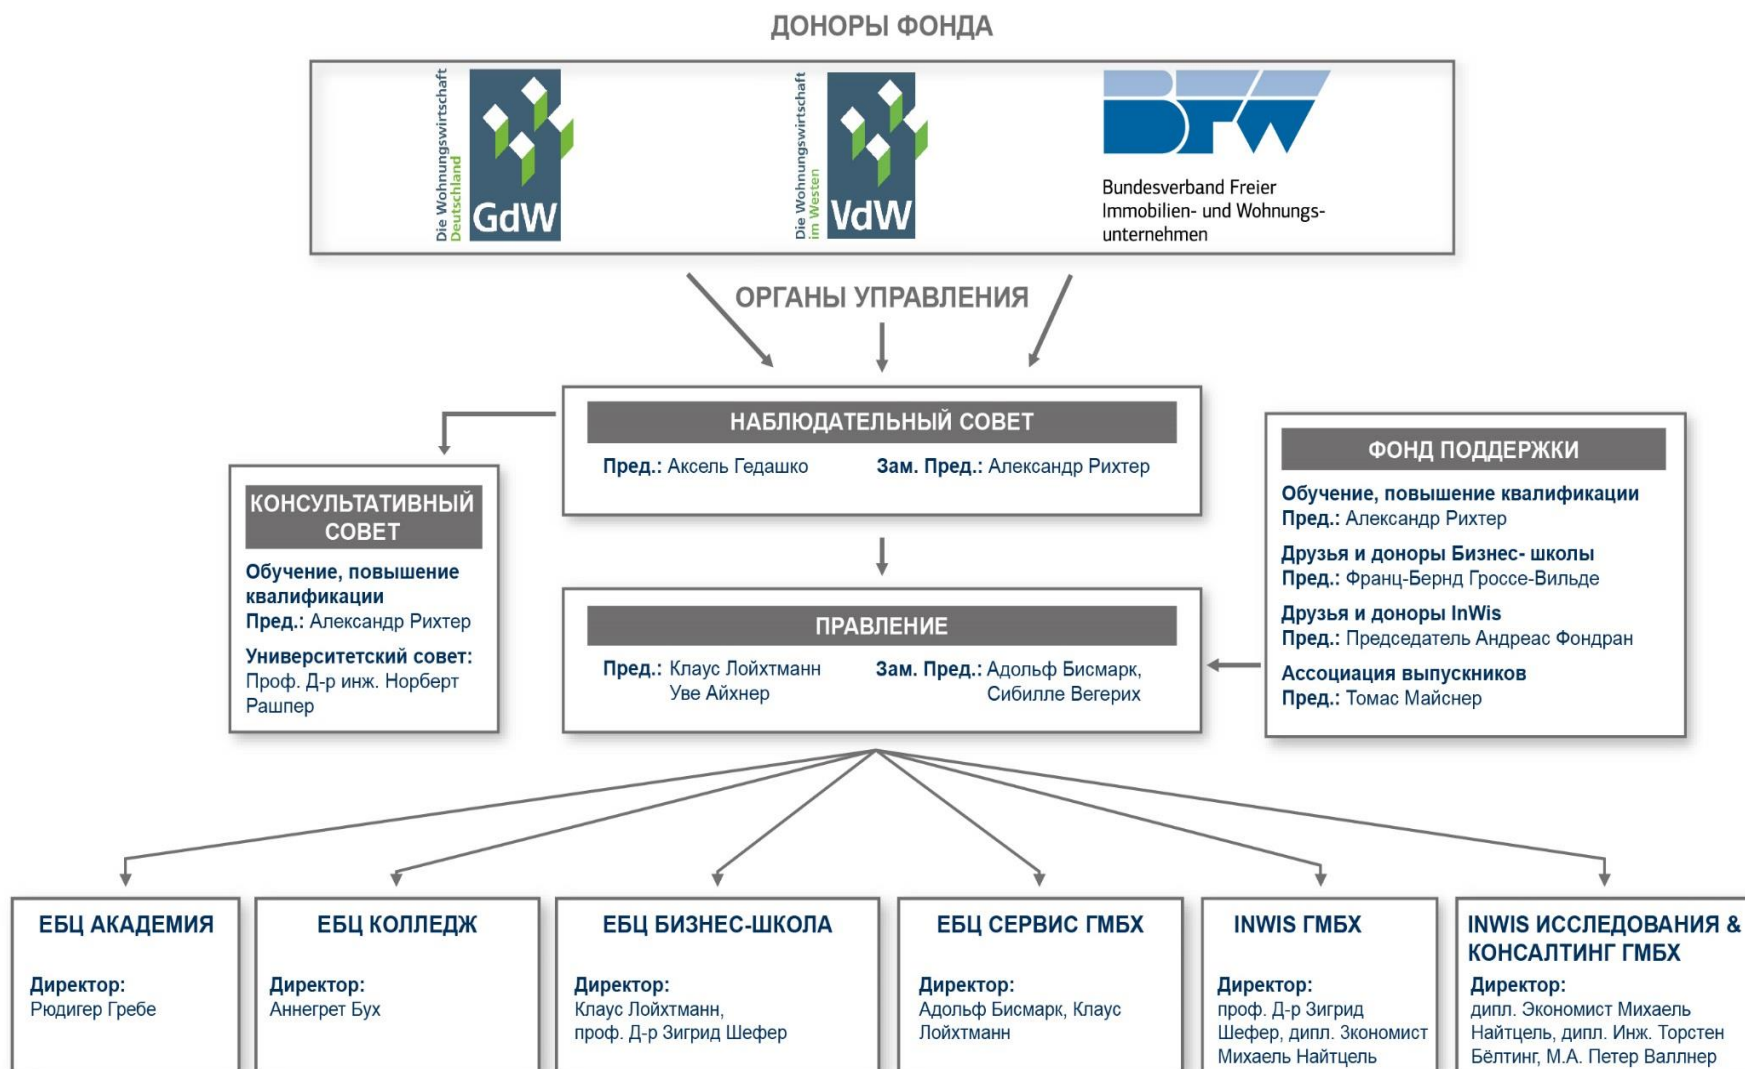 ДОНОРЫ ФОНДА
Die Wohnungswirtschaft
Deutschland
GdW
Die Wohnungswirtschaft
im Westen
VdW
BFW
Bundesverband Freier
Immobilien- und Wohnungs-
unternehmen
ОРГАНЫ УПРАВЛЕНИЯ
НАБЛЮДАТЕЛЬНЫЙ СОВЕТ
Пред.: Аксель Гедашко
Зам. Пред.: Александр Рихтер
КОНСУЛЬТАТИВНЫЙ
СОВЕТ
Обучение, повышение
квалификации
Пред.: Александр Рихтер
Университетский совет:
Проф. Д-р инж. Норберт
Рашпер
ПРАВЛЕНИЕ
Пред.: Клаус Лойхтманн
Уве Айхнер
Зам. Пред.: Адольф Бисмарк,
Сибилле Вегерих
ФОНД ПОДДЕРЖКИ
Обучение, повышение квалификации
Пред.: Александр Рихтер
Друзья и доноры Бизнес- школы
Пред.: Франц-Бернд Гроссе-Вильде
Друзья и доноры InWis
Пред.: Председатель Андреас Фондран
Ассоциация выпускников
Пред.: Томас Майснер
ЕБЦ АКАДЕМИЯ
Директор:
Рюдигер Гребе
ЕБЦ КОЛЛЕДЖ
Директор:
Аннегрет Бух
ЕБЦ БИЗНЕС-ШКОЛА
Директор:
Клаус Лойхтманн,
проф. Д-р Зигрид Шефер
ЕБЦ СЕРВИС ГМБХ
Директор:
Адольф Бисмарк, Клаус
Лойхтманн
INWIS ГМБХ
Директор:
проф. Д-р Зигрид
Шефер, дипл. Зкономист
Михаель Найтцель
INWIS ИССЛЕДОВАНИЯ &
КОНСАЛТИНГ ГМБХ
Директор:
дипл. Экономист Михаель
Найтцель, дипл. Инж. Торстен
Бёлтинг, М.А. Петер Валлнер